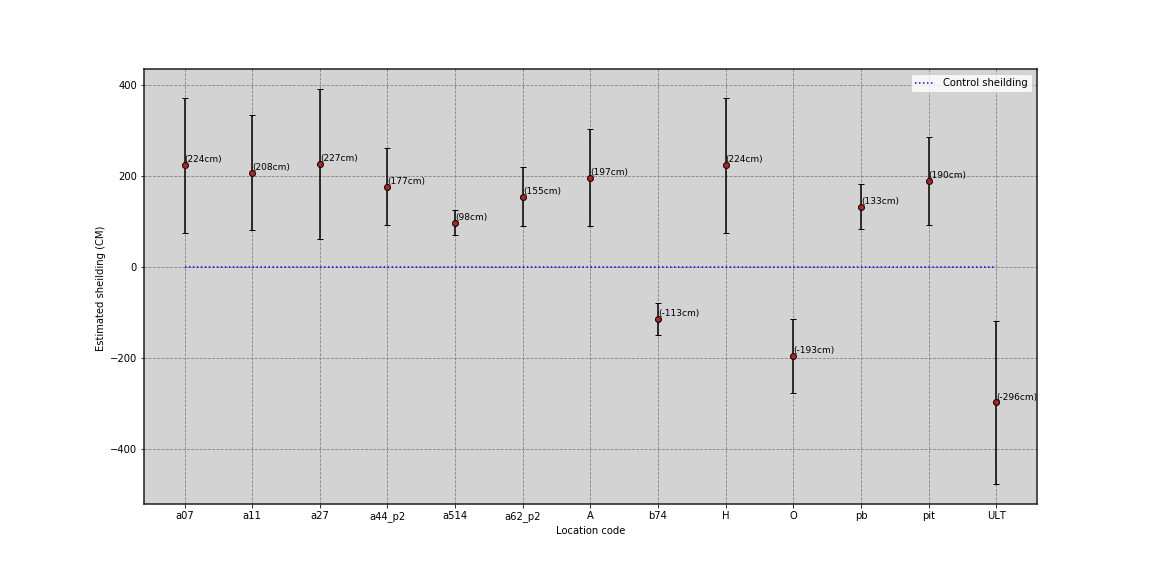 Control sheilding
400
200
0
−200
−400
Estimated sheilding (CM)
(224cm)
(208cm)
(227cm)
(177cm)
(98cm)
(155cm)
(197cm)
(-113cm)
(224cm)
(-193cm)
(133cm)
(190cm)
(-296cm)
a07 a11 a27 a44_p2 a514 a62_p2 A b74 H O pb pit ULT
Location code